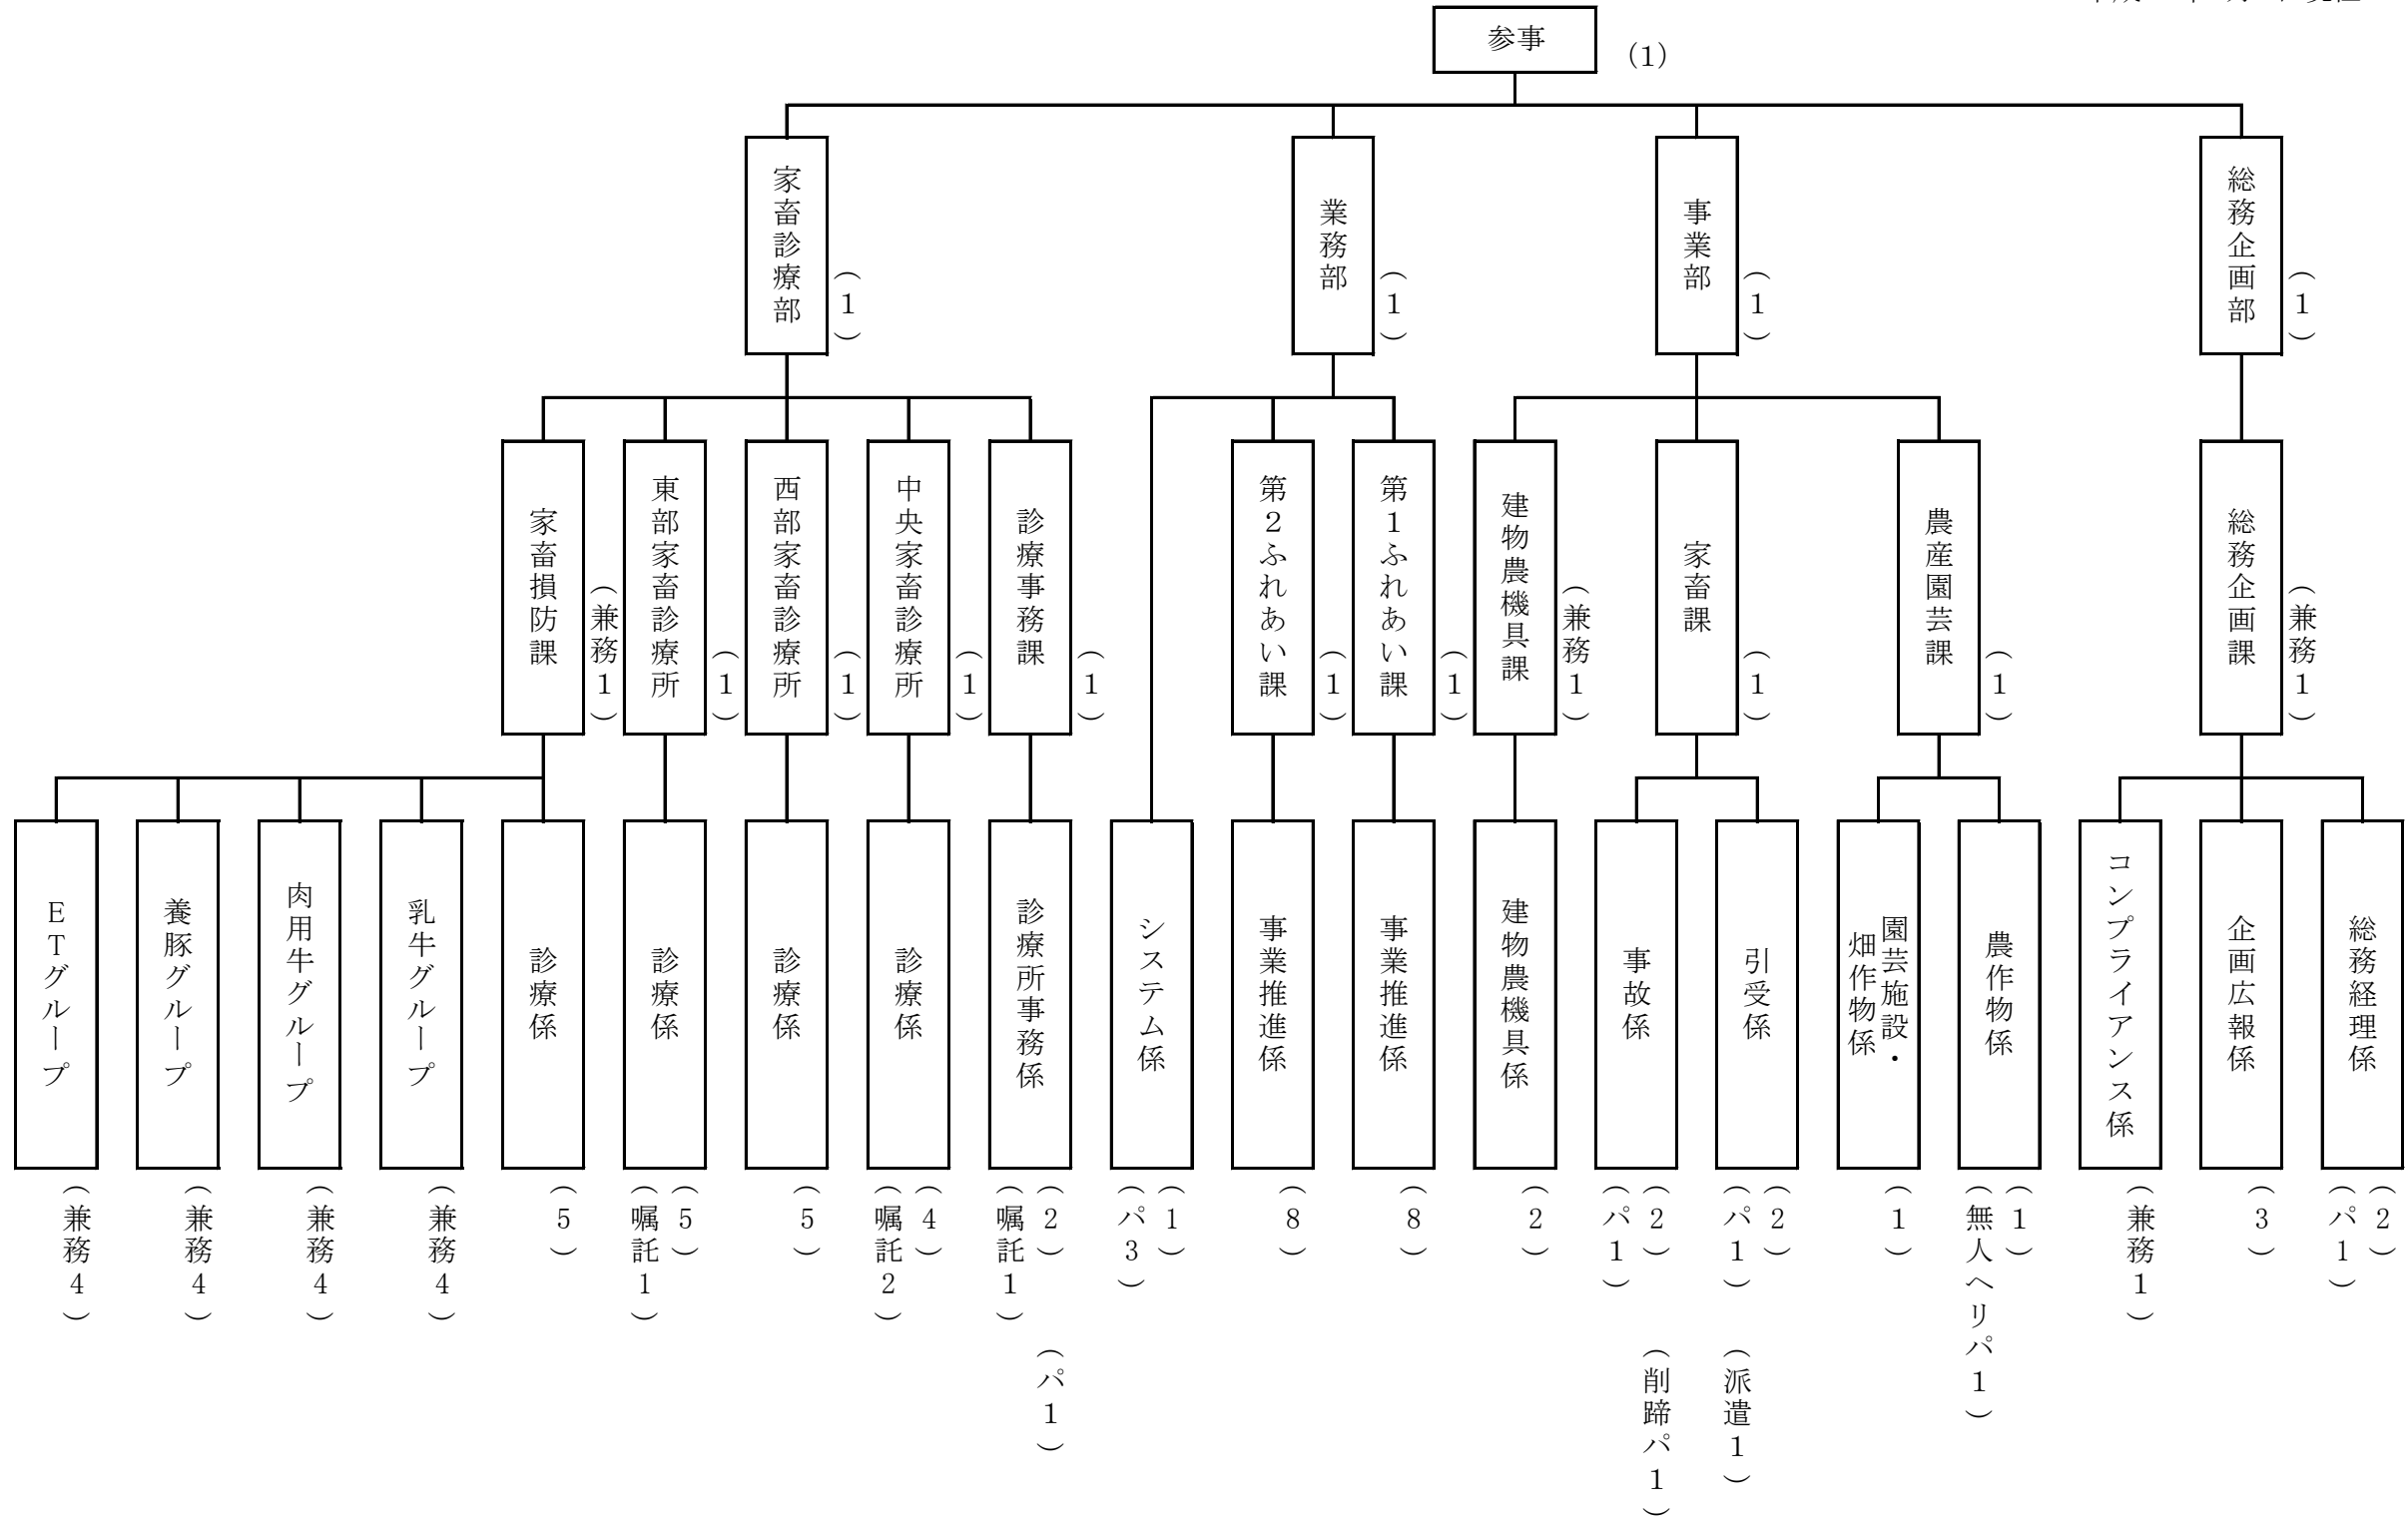 参事
(1)
総務企画部
(1)
事業部
(1)
業務部
(1)
家畜診療部
(1)
総務企画課
(兼務1)
農産園芸課
(1)
家畜課
(1)
建物農機具課
(兼務1)
第1ふれあい課
(1)
第2ふれあい課
(1)
診療事務課
(1)
中央家畜診療所
(1)
西部家畜診療所
(1)
東部家畜診療所
(1)
家畜損防課
(兼務1)
総務経理係
(2)
(パ1)
企画広報係
(3)
コンプライアンス係
(兼務1)
農作物係
(1)
(無人ヘリパ1)
園芸施設・
畑作物係
(1)
引受係
(2)
(パ1)
(派遣1)
事故係
(2)
(パ1)
(削蹄パ1)
建物農機具係
(2)
事業推進係
(8)
事業推進係
(8)
システム係
(1)
(パ3)
診療所事務係
(2)
(嘱託1)
(パ1)
診療係
(4)
(嘱託2)
診療係
(5)
診療係
(5)
(嘱託1)
診療係
(5)
乳牛グループ
(兼務4)
肉用牛グループ
(兼務4)
養豚グループ
(兼務4)
ETグループ
(兼務4)